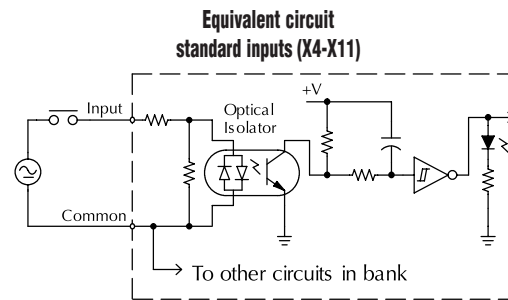 Equivalent circuit
standard inputs (X4-X11)
Input
Optical
Isolator
+V
Common
To other circuits in bank